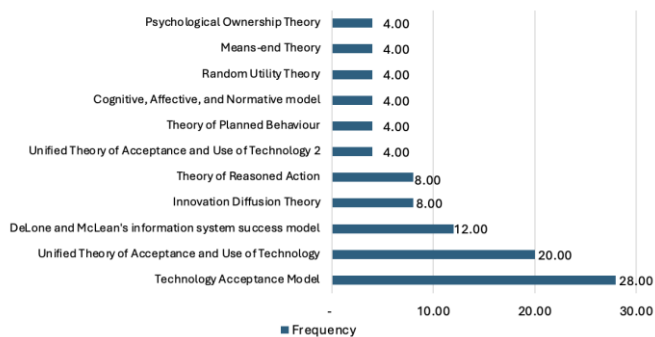 Psychological Ownership Theory 4.00
Means-end Theory 4.00
Random Utility Theory 4.00
Cognitive, Affective, and Normative model 4.00
Theory of Planned Behaviour 4.00
Unified Theory of Acceptance and Use of Technology 2 4.00
Theory of Reasoned Action 8.00
Innovation Diffusion Theory 8.00
DeLone and McLean's information system success model 12.00
Unified Theory of Acceptance and Use of Technology 20.00
Technology Acceptance Model 28.00
- 10.00 20.00 30.00
Frequency